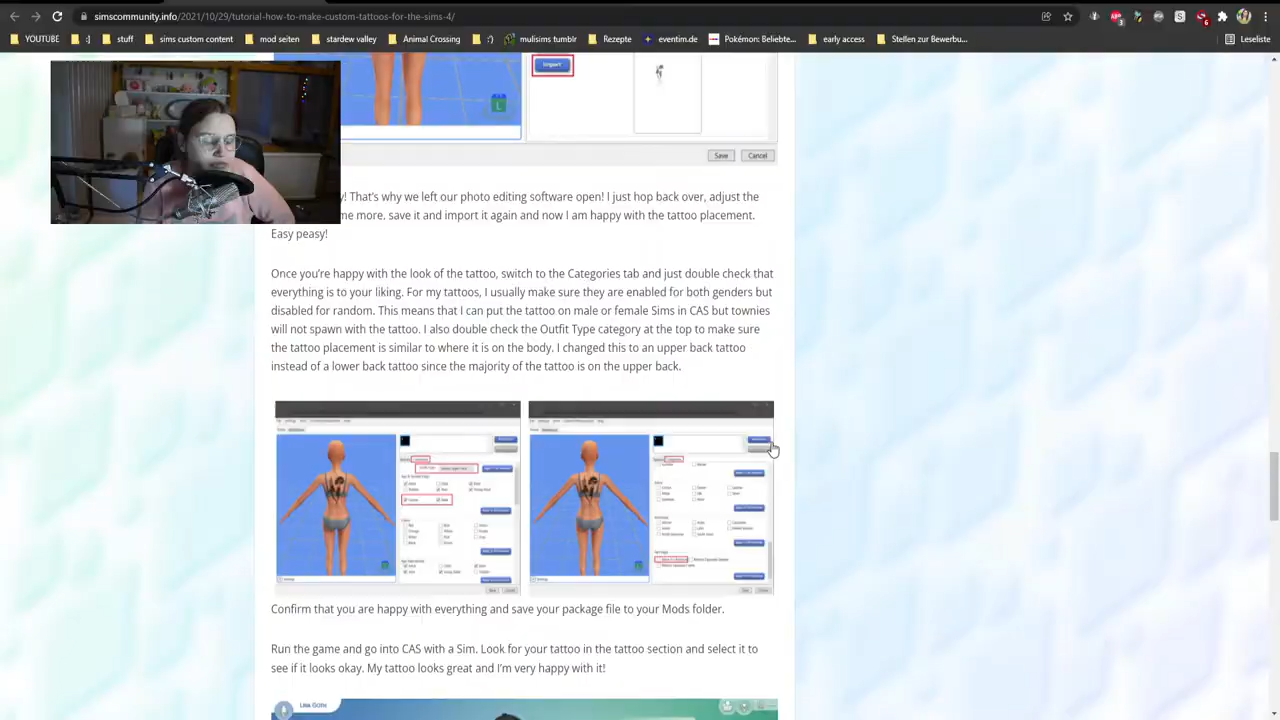 simscommunity.info/2021/10/29/tutorial-how-to-make-custom-tattoos-for-the-sims-4/
YOUTUBE :) stuff sims custom content mod seiten stardew valley Animal Crossing :') mulisims tumblr Rezepte eventim.de Pokémon: Beliebte... early access Stellen zur Bewerbu... Leseliste
Import
L
Save Cancel
y! That's why we left our photo editing software open! I just hop back over, adjust the
me more, save it and import it again and now I am happy with the tattoo placement.
Easy peasy!
Once you're happy with the look of the tattoo, switch to the Categories tab and just double check that
everything is to your liking. For my tattoos, I usually make sure they are enabled for both genders but
disabled for random. This means that I can put the tattoo on male or female Sims in CAS but townies
will not spawn with the tattoo. I also double check the Outfit Type category at the top to make sure
the tattoo placement is similar to where it is on the body. I changed this to an upper back tattoo
instead of a lower back tattoo since the majority of the tattoo is on the upper back.
Confirm that you are happy with everything and save your package file to your Mods folder.
Run the game and go into CAS with a Sim. Look for your tattoo in the tattoo section and select it to
see if it looks okay. My tattoo looks great and I'm very happy with it!